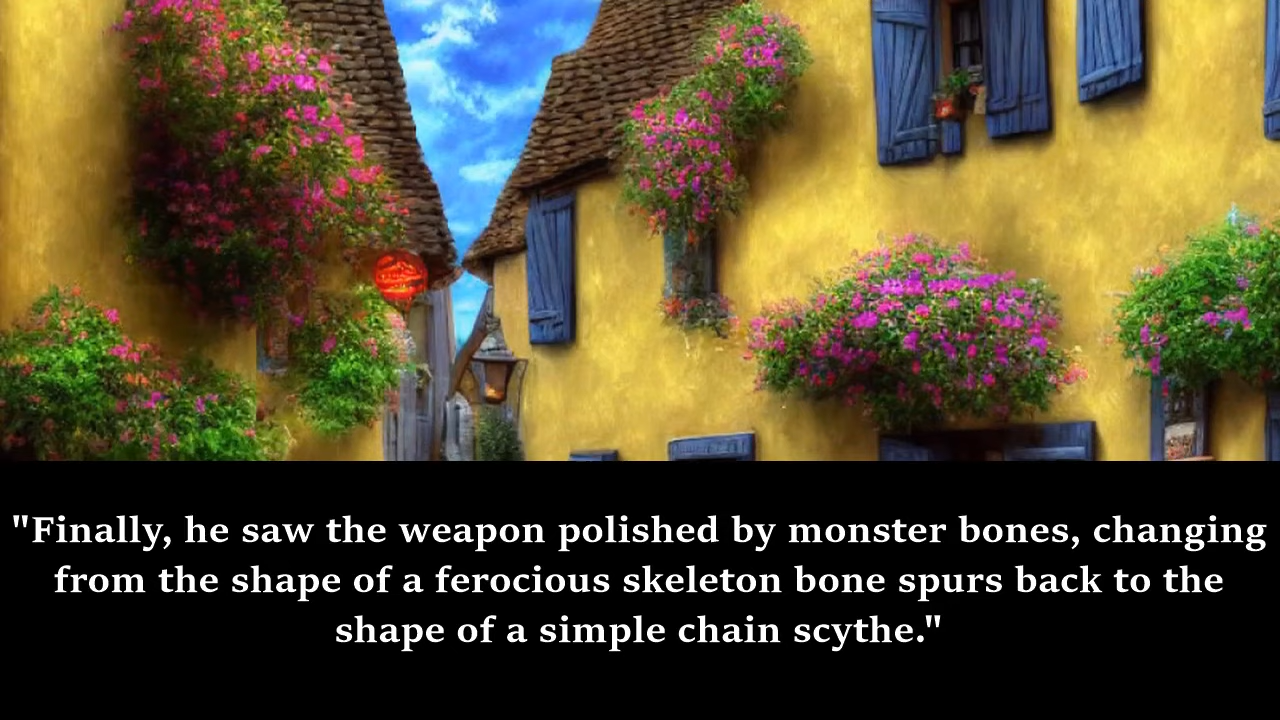 "Finally, he saw the weapon polished by monster bones, changing
from the shape of a ferocious skeleton bone spurs back to the
shape of a simple chain scythe."